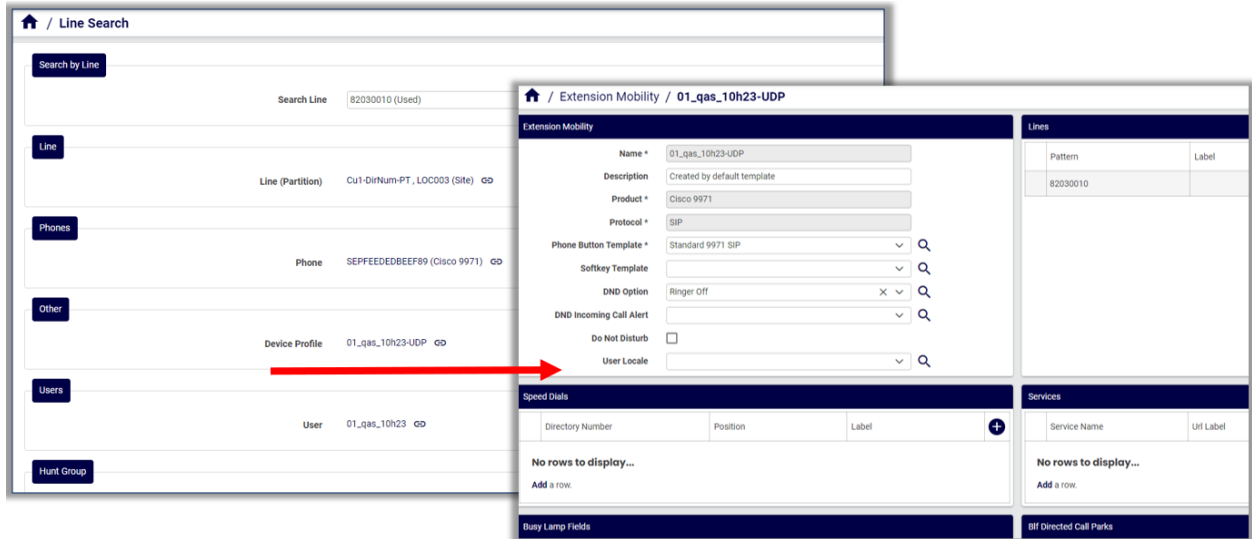 / Line Search
Search by Line
Search Line 82030010 (Used)
Line
Line (Partition) Cu1-DirNum-PT , LOC003 (Site)
Phones
Phone SEPFEEDEDBEEF89 (Cisco 9971)
Other
Device Profile 01_qas_10h23-UDP
Users
User 01_qas_10h23
Hunt Group
/ Extension Mobility / 01_qas_10h23-UDP
Extension Mobility
Name * 01_qas_10h23-UDP
Description Created by default template
Product * Cisco 9971
Protocol * SIP
Phone Button Template * Standard 9971 SIP
Softkey Template
DND Option Ringer Off
DND Incoming Call Alert
Do Not Disturb
User Locale
Lines
Pattern Label
82030010
Speed Dials
Directory Number Position Label
No rows to display...
Add a row.
Services
Service Name Url Label
No rows to display...
Add a row.
Busy Lamp Fields
Blf Directed Call Parks